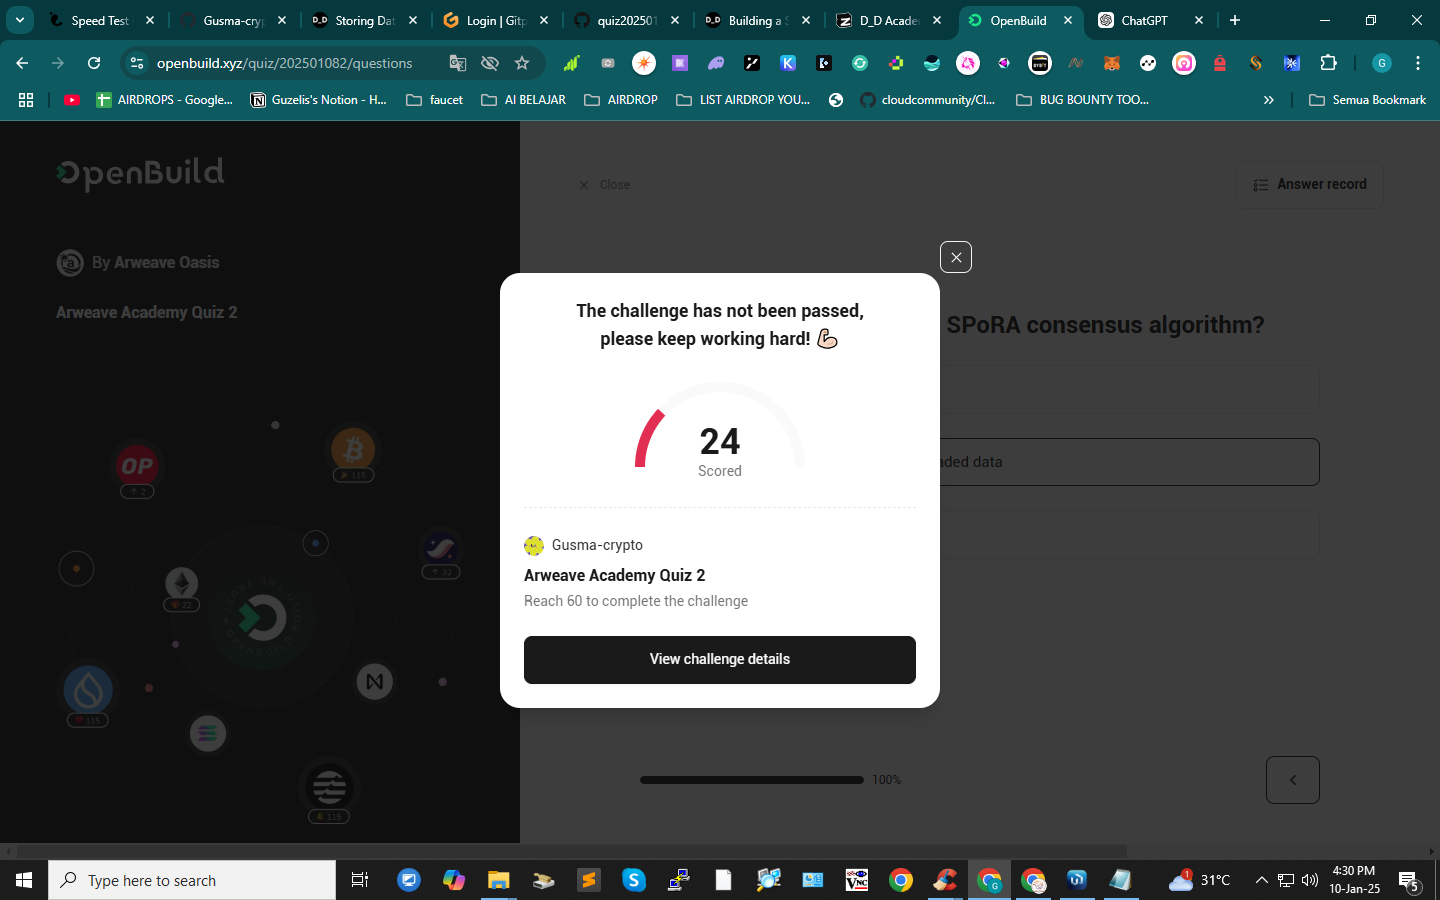 Speed Test
Gusma-cryp
Storing Dat
Login | Gitp
quiz202501
Building a S
D_D Acade
OpenBuild
ChatGPT
openbuild.xyz/quiz/202501082/questions
AIRDROPS - Google...
Guzelis's Notion - H...
faucet
AI BELAJAR
AIRDROP
LIST AIRDROP YOU...
cloudcommunity/Cl...
BUG BOUNTY TOO...
Semua Bookmark
OpenBuild
By Arweave Oasis
Arweave Academy Quiz 2
Close
Answer record
SPoRA consensus algorithm?
aded data
The challenge has not been passed,
please keep working hard! 💪🏻
24
Scored
Gusma-crypto
Arweave Academy Quiz 2
Reach 60 to complete the challenge
View challenge details
OP
2
115
32
22
115
115
100%
Type here to search
31°C
4:30 PM
10-Jan-25
5